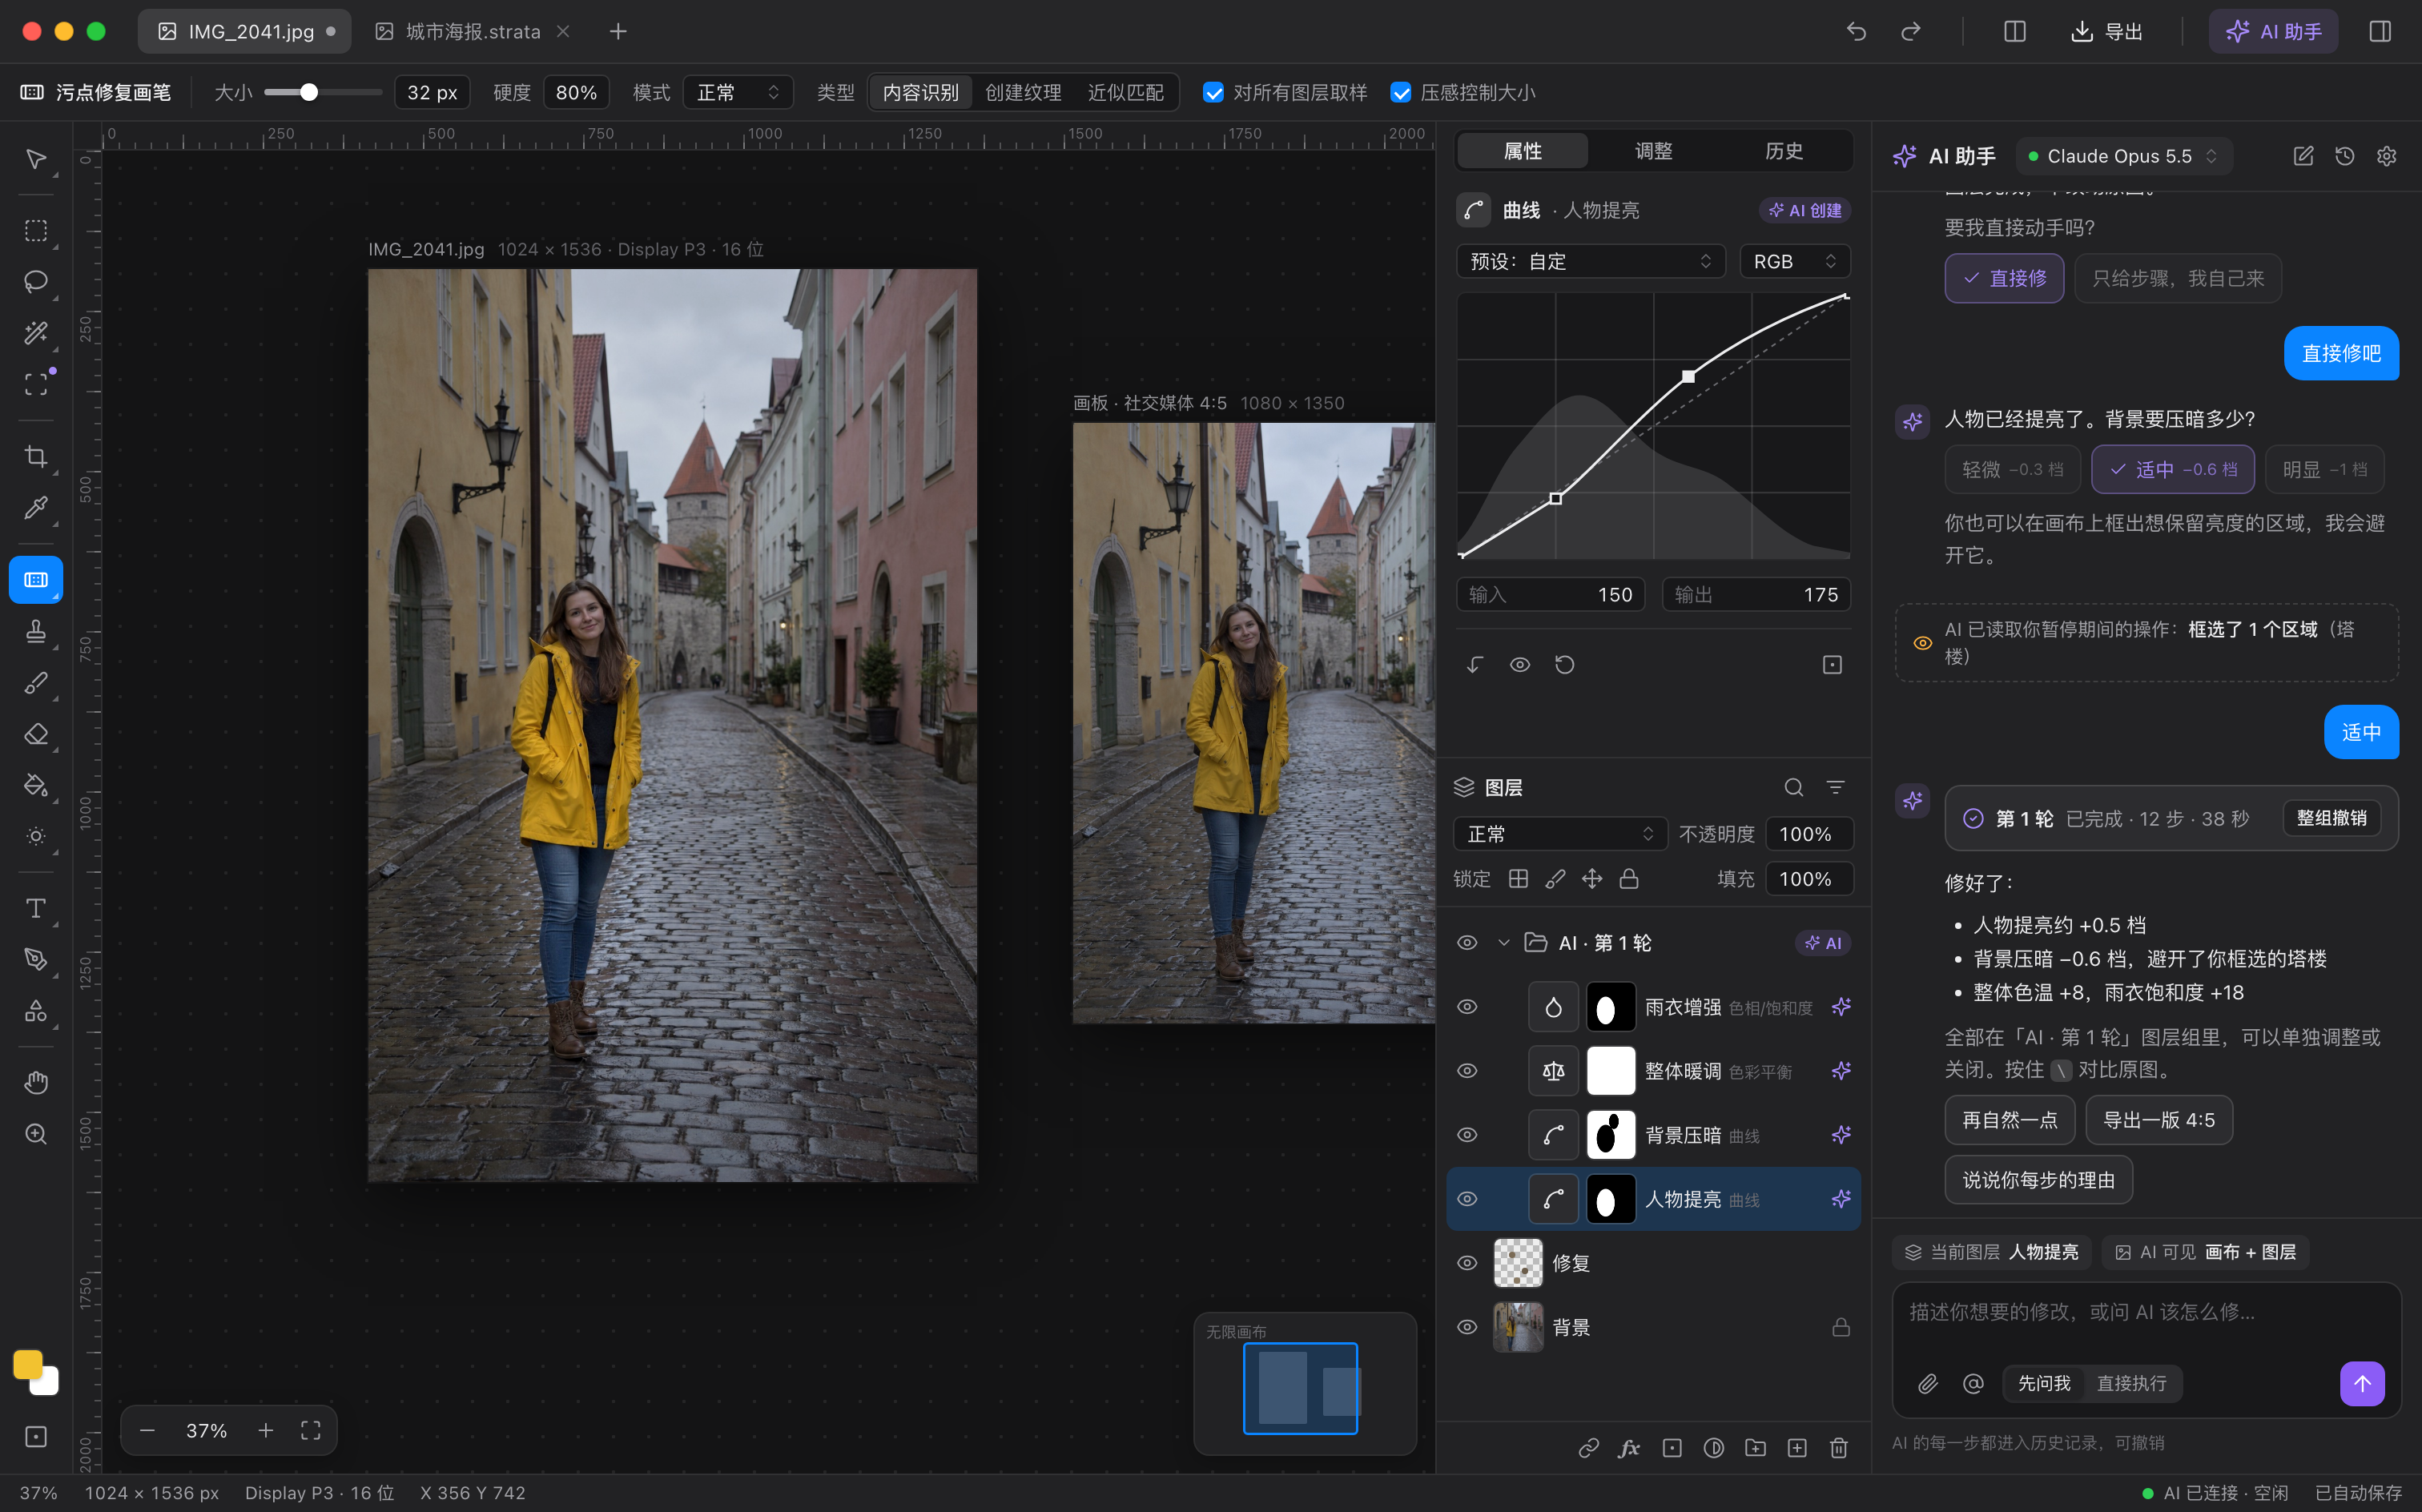 IMG_2041.jpg
城市海报.strata
导出
AI 助手
污点修复画笔
大小
32 px
硬度
80%
模式
正常
类型
内容识别
创建纹理
近似匹配
对所有图层取样
压感控制大小
0
250
500
750
1000
1250
1500
1750
2000
0
250
500
750
1000
1250
1500
1750
2000
IMG_2041.jpg 1024 × 1536 · Display P3 · 16 位
画板 · 社交媒体 4:5 1080 × 1350
无限画布
37%
属性
调整
历史
曲线 · 人物提亮
AI 创建
预设：自定
RGB
输入 150
输出 175
图层
正常
不透明度 100%
锁定
填充 100%
AI · 第 1 轮
AI
雨衣增强 色相/饱和度
整体暖调 色彩平衡
背景压暗 曲线
人物提亮 曲线
修复
背景
fx
AI 助手
Claude Opus 5.5
要我直接动手吗？
直接修
只给步骤，我自己来
直接修吧
人物已经提亮了。背景要压暗多少？
轻微 −0.3 档
适中 −0.6 档
明显 −1 档
你也可以在画布上框出想保留亮度的区域，我会避
开它。
AI 已读取你暂停期间的操作：框选了 1 个区域（塔
楼）
适中
第 1 轮 已完成 · 12 步 · 38 秒
整组撤销
修好了：
• 人物提亮约 +0.5 档
• 背景压暗 −0.6 档，避开了你框选的塔楼
• 整体色温 +8，雨衣饱和度 +18
全部在「AI · 第 1 轮」图层组里，可以单独调整或
关闭。按住 \ 对比原图。
再自然一点
导出一版 4:5
说说你每步的理由
当前图层 人物提亮
AI 可见 画布 + 图层
描述你想要的修改，或问 AI 该怎么修…
先问我
直接执行
AI 的每一步都进入历史记录，可撤销
37%
1024 × 1536 px
Display P3 · 16 位
X 356 Y 742
AI 已连接 · 空闲
已自动保存